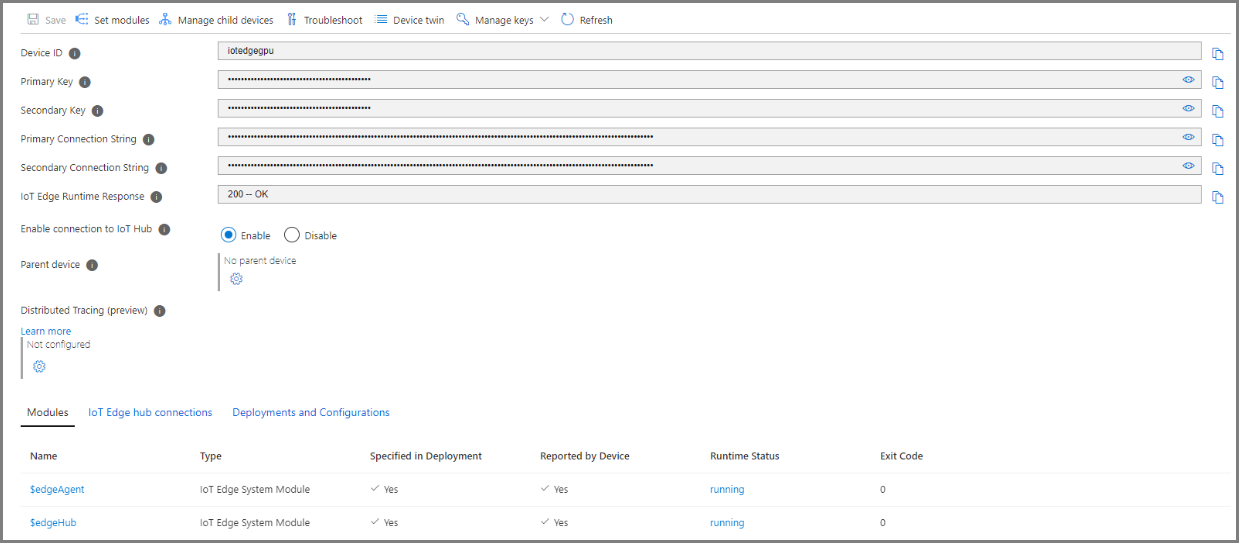 Save Set modules Manage child devices Troubleshoot Device twin Manage keys Refresh
Device ID iotedgegpu
Primary Key
Secondary Key
Primary Connection String
Secondary Connection String
IoT Edge Runtime Response 200 -- OK
Enable connection to IoT Hub Enable Disable
Parent device No parent device
Distributed Tracing (preview)
Learn more
Not configured
Modules IoT Edge hub connections Deployments and Configurations
Name Type Specified in Deployment Reported by Device Runtime Status Exit Code
$edgeAgent IoT Edge System Module Yes Yes running 0
$edgeHub IoT Edge System Module Yes Yes running 0